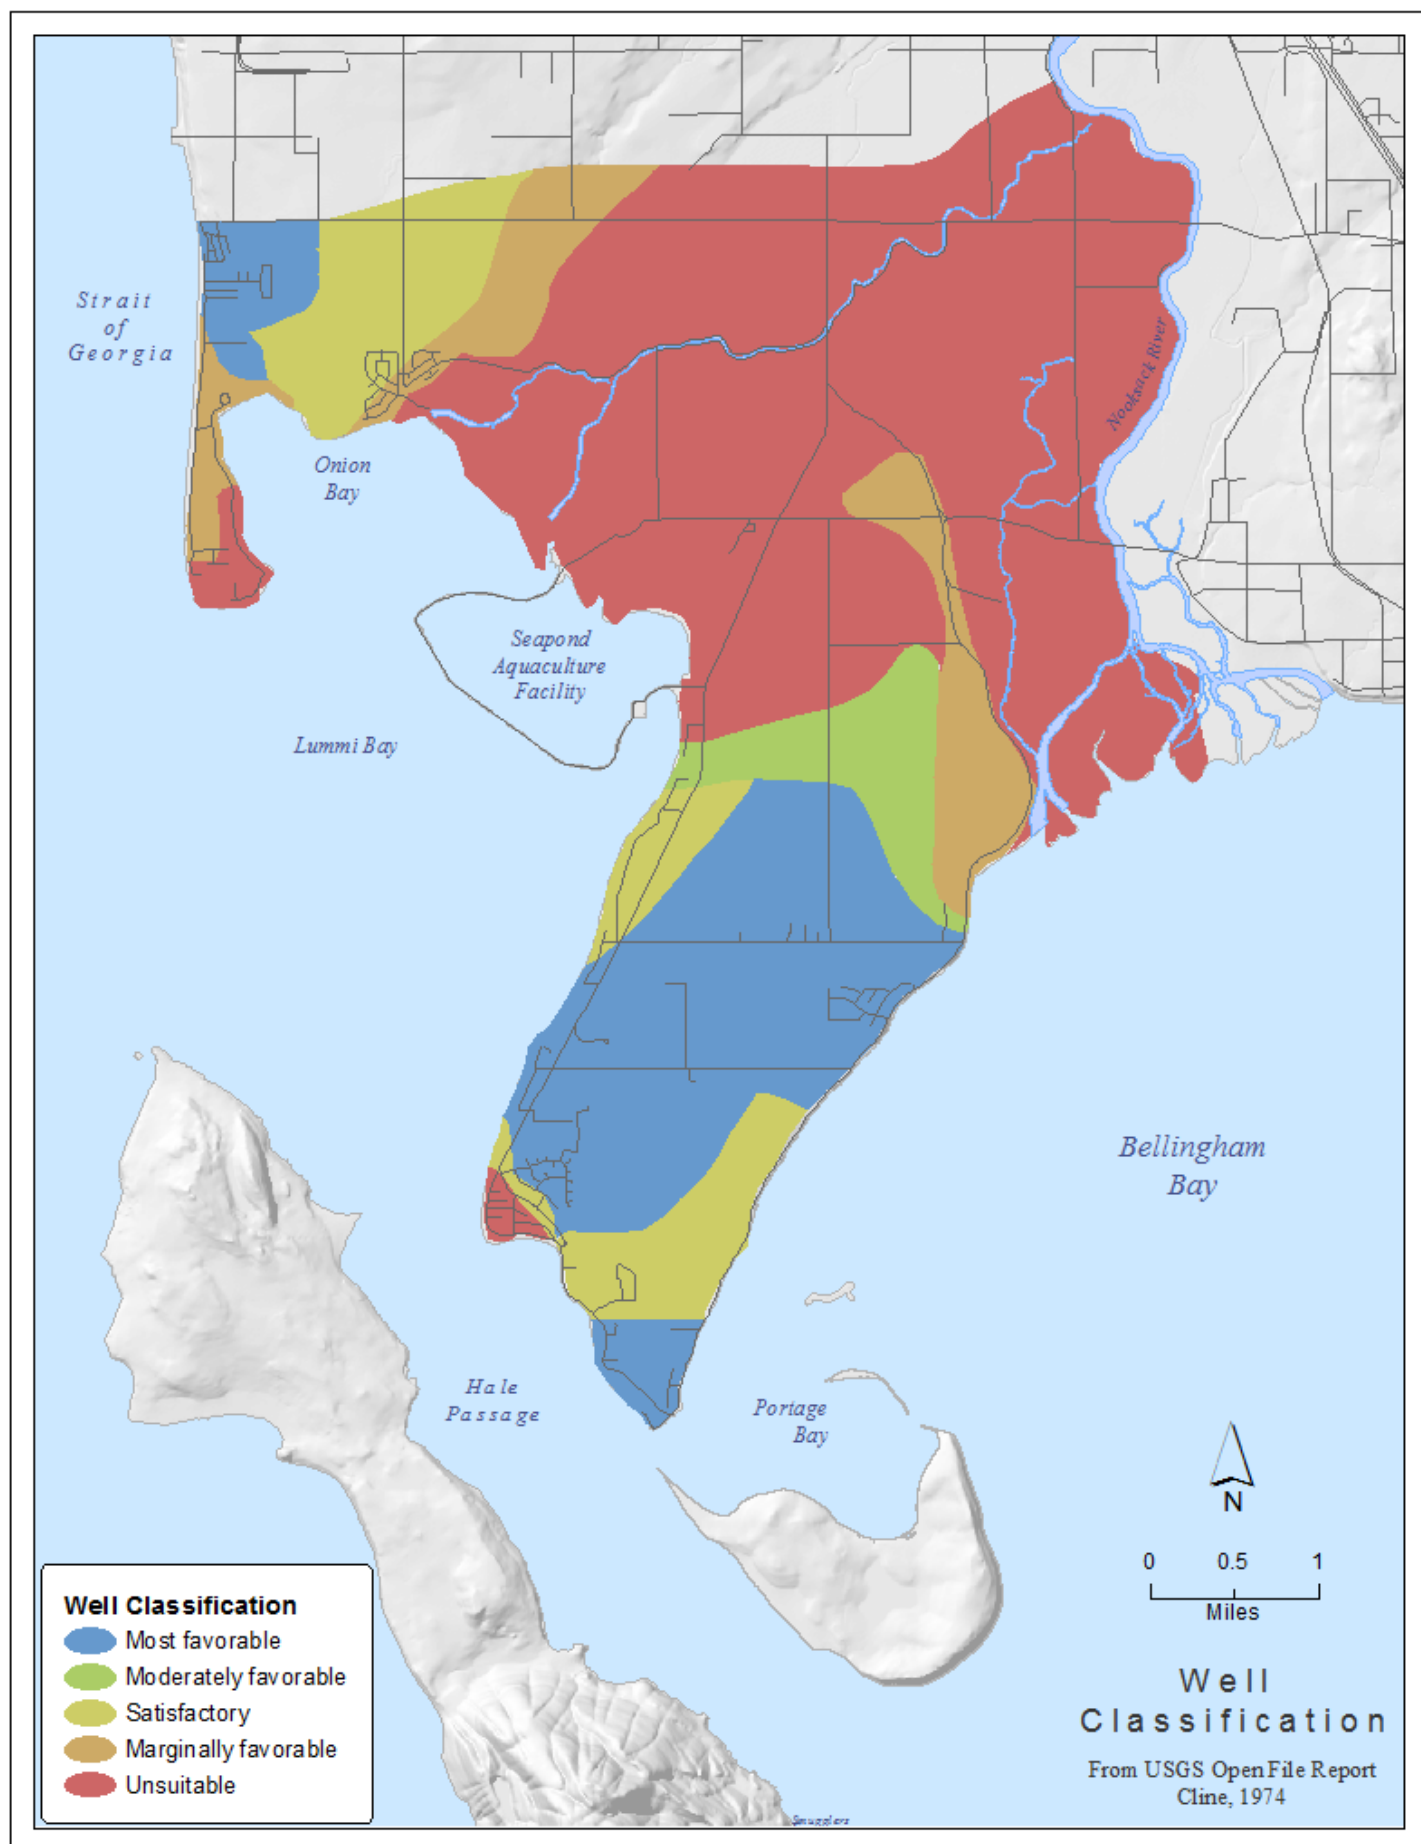 Strait
of
Georgia
Nooksack River
Onion
Bay
Seapond
Aquaculture
Facility
Lummi Bay
Bellingham
Bay
Hale
Passage
Portage
Bay
N
0 0.5 1
Miles
Well Classification
Most favorable
Moderately favorable
Satisfactory
Marginally favorable
Unsuitable
Well
Classification
From USGS Open File Report
Cline, 1974
Smugglers